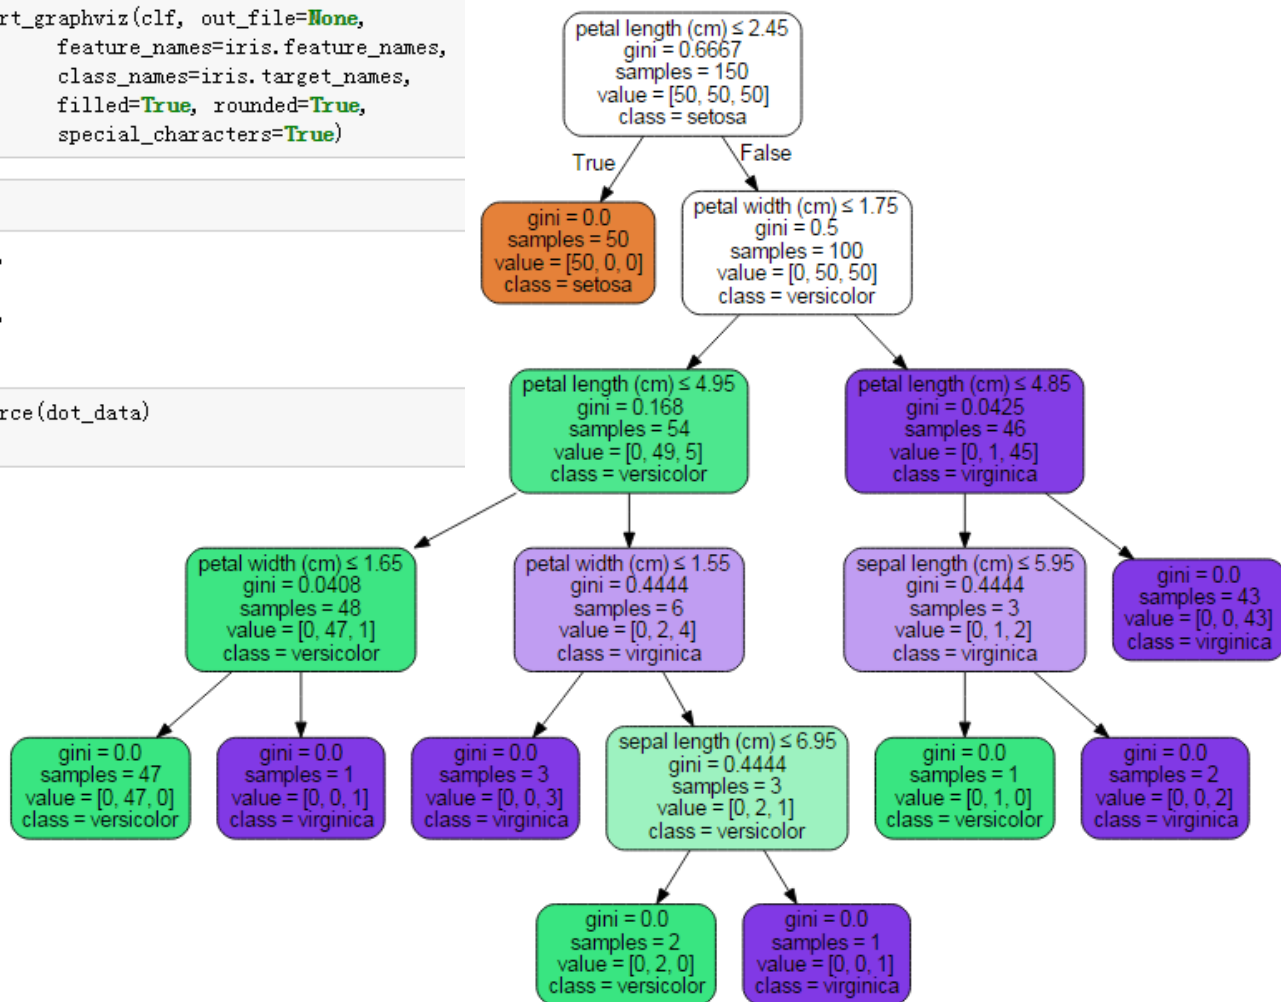 rt_graphviz(clf, out_file=None,
feature_names=iris.feature_names,
class_names=iris.target_names,
filled=True, rounded=True,
special_characters=True)
rce(dot_data)
petal length (cm) ≤ 2.45
gini = 0.6667
samples = 150
value = [50, 50, 50]
class = setosa
True
False
gini = 0.0
samples = 50
value = [50, 0, 0]
class = setosa
petal width (cm) ≤ 1.75
gini = 0.5
samples = 100
value = [0, 50, 50]
class = versicolor
petal length (cm) ≤ 4.95
gini = 0.168
samples = 54
value = [0, 49, 5]
class = versicolor
petal length (cm) ≤ 4.85
gini = 0.0425
samples = 46
value = [0, 1, 45]
class = virginica
petal width (cm) ≤ 1.65
gini = 0.0408
samples = 48
value = [0, 47, 1]
class = versicolor
petal width (cm) ≤ 1.55
gini = 0.4444
samples = 6
value = [0, 2, 4]
class = virginica
sepal length (cm) ≤ 5.95
gini = 0.4444
samples = 3
value = [0, 1, 2]
class = virginica
gini = 0.0
samples = 43
value = [0, 0, 43]
class = virginica
gini = 0.0
samples = 47
value = [0, 47, 0]
class = versicolor
gini = 0.0
samples = 1
value = [0, 0, 1]
class = virginica
gini = 0.0
samples = 3
value = [0, 0, 3]
class = virginica
sepal length (cm) ≤ 6.95
gini = 0.4444
samples = 3
value = [0, 2, 1]
class = versicolor
gini = 0.0
samples = 1
value = [0, 1, 0]
class = versicolor
gini = 0.0
samples = 2
value = [0, 0, 2]
class = virginica
gini = 0.0
samples = 2
value = [0, 2, 0]
class = versicolor
gini = 0.0
samples = 1
value = [0, 0, 1]
class = virginica